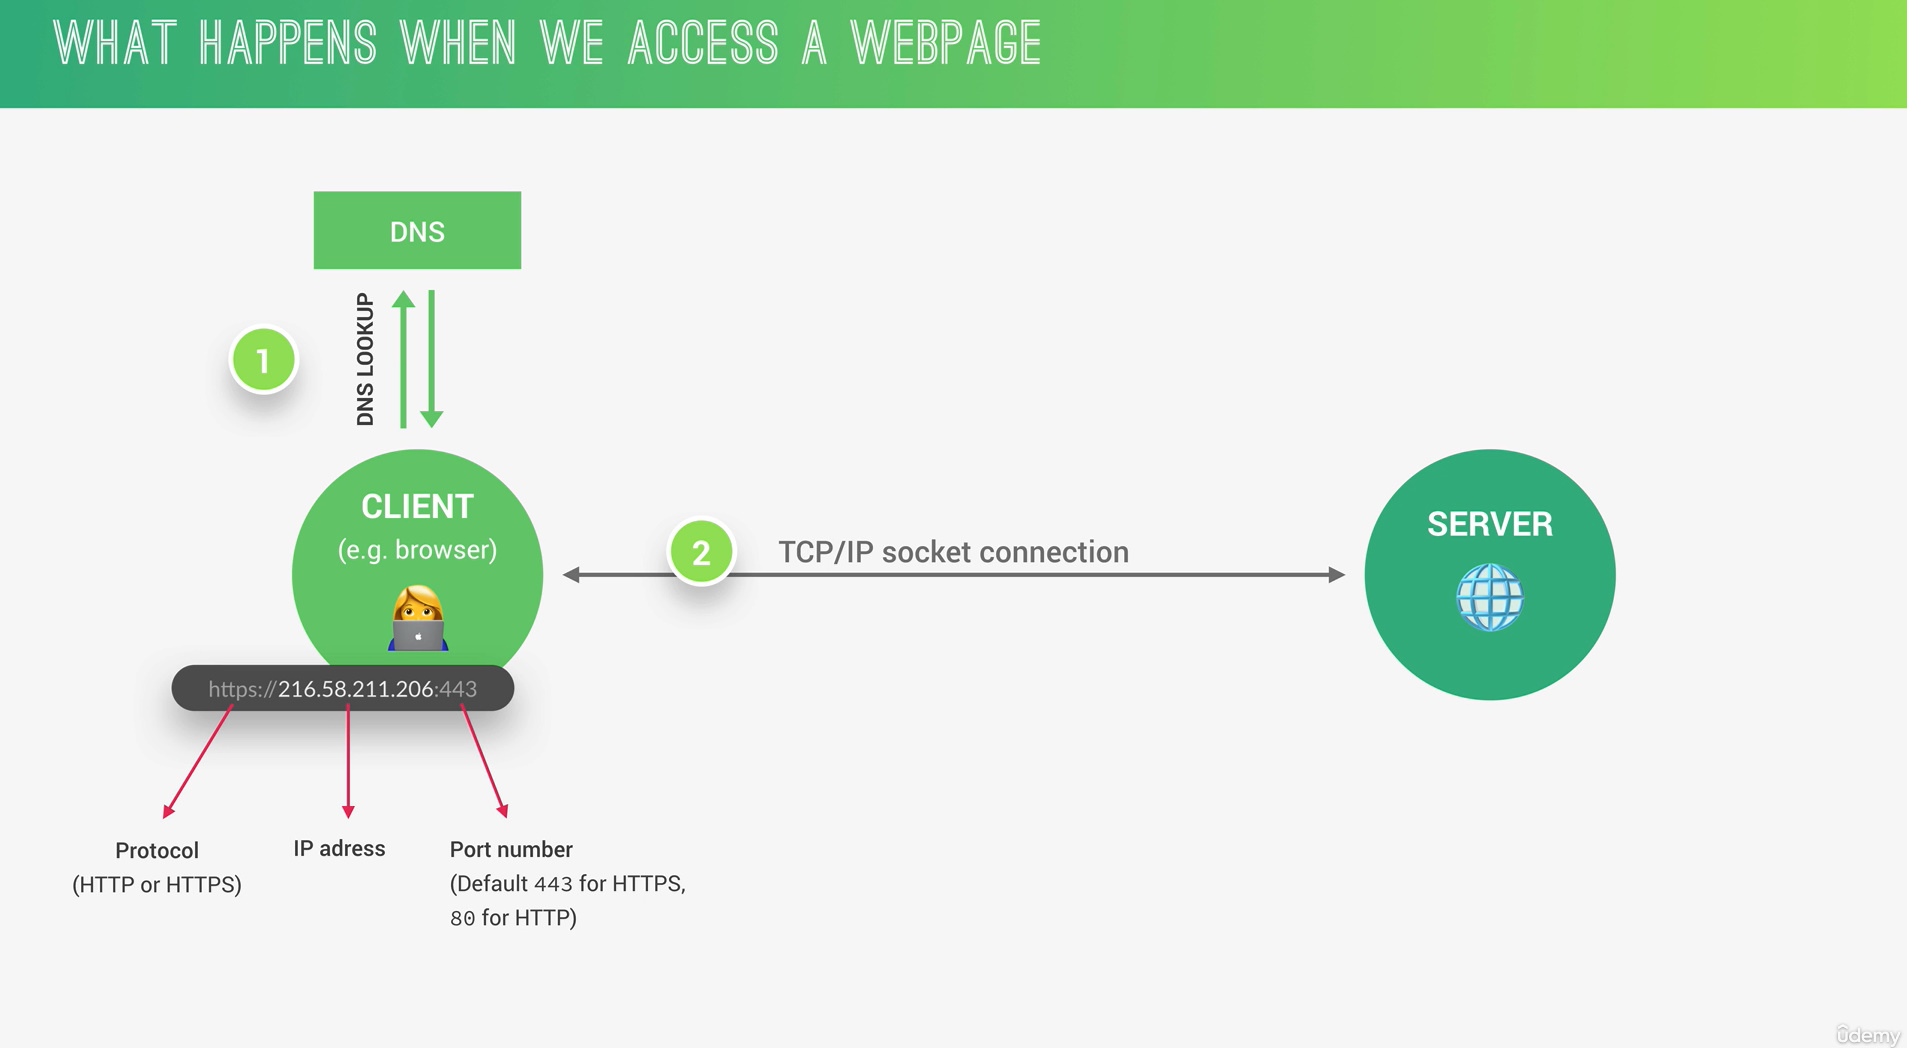 WHAT HAPPENS WHEN WE ACCESS A WEBPAGE
DNS
DNS LOOKUP
1
CLIENT
(e.g. browser)
2
TCP/IP socket connection
SERVER
https://216.58.211.206:443
Protocol
(HTTP or HTTPS)
IP adress
Port number
(Default 443 for HTTPS,
80 for HTTP)
ûdemy